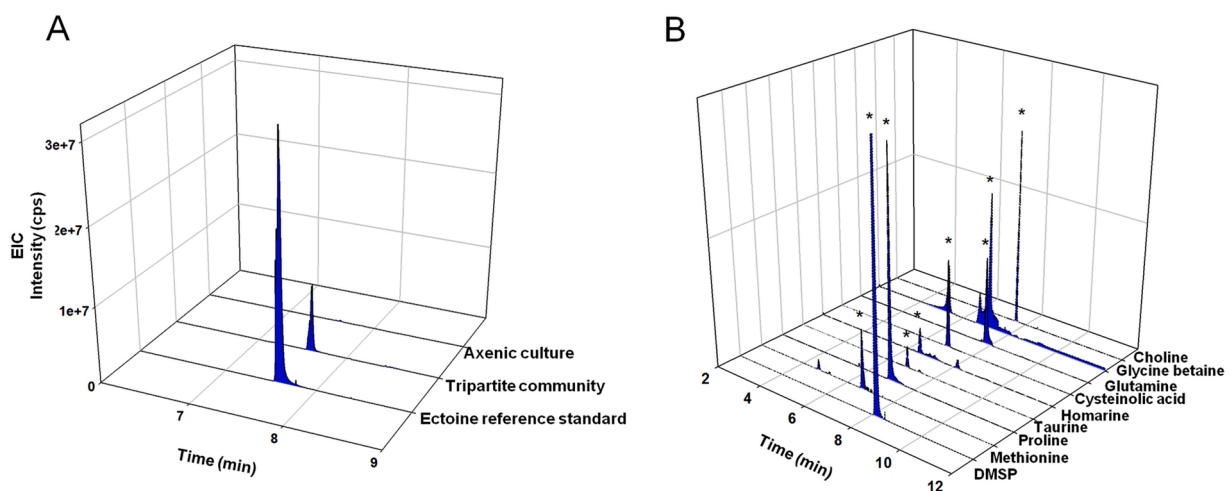 A
3e+7
2e+7
1e+7
0
EIC
Intensity (cps)
7
8
9
Time (min)
Axenic culture
Tripartite community
Ectoine reference standard
B
*
*
*
*
*
*
*
*
*
2
4
6
8
10
12
Time (min)
Choline
Glycine betaine
Glutamine
Cysteinolic acid
Homarine
Taurine
Proline
Methionine
DMSP